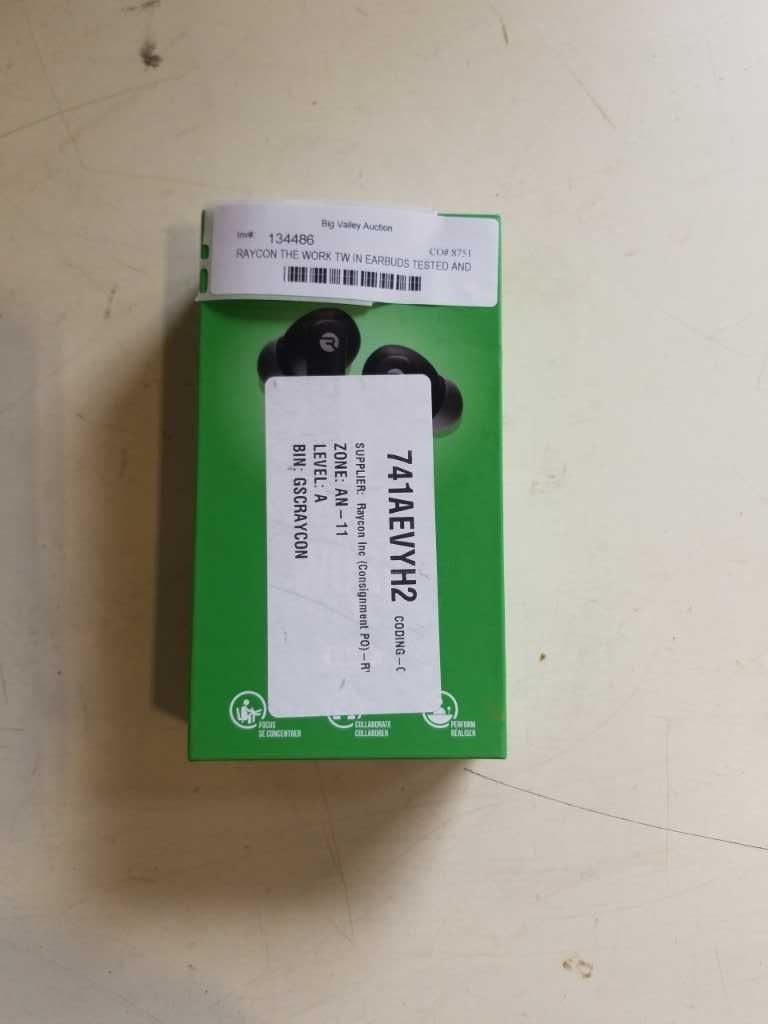 Big Valley Auction
Inv# 134486
CO# 8751
RAYCON THE WORK TW IN EARBUDS TESTED AND
741AEVYH2 CODING-C
SUPPLIER: Raycon Inc (Consignment PO)-R
ZONE: AN-11
LEVEL: A
BIN: GSCRAYCON
FOCUS
SE CONCENTRER
COLLABORATE
COLLABORER
PERFORM
RÉALISER